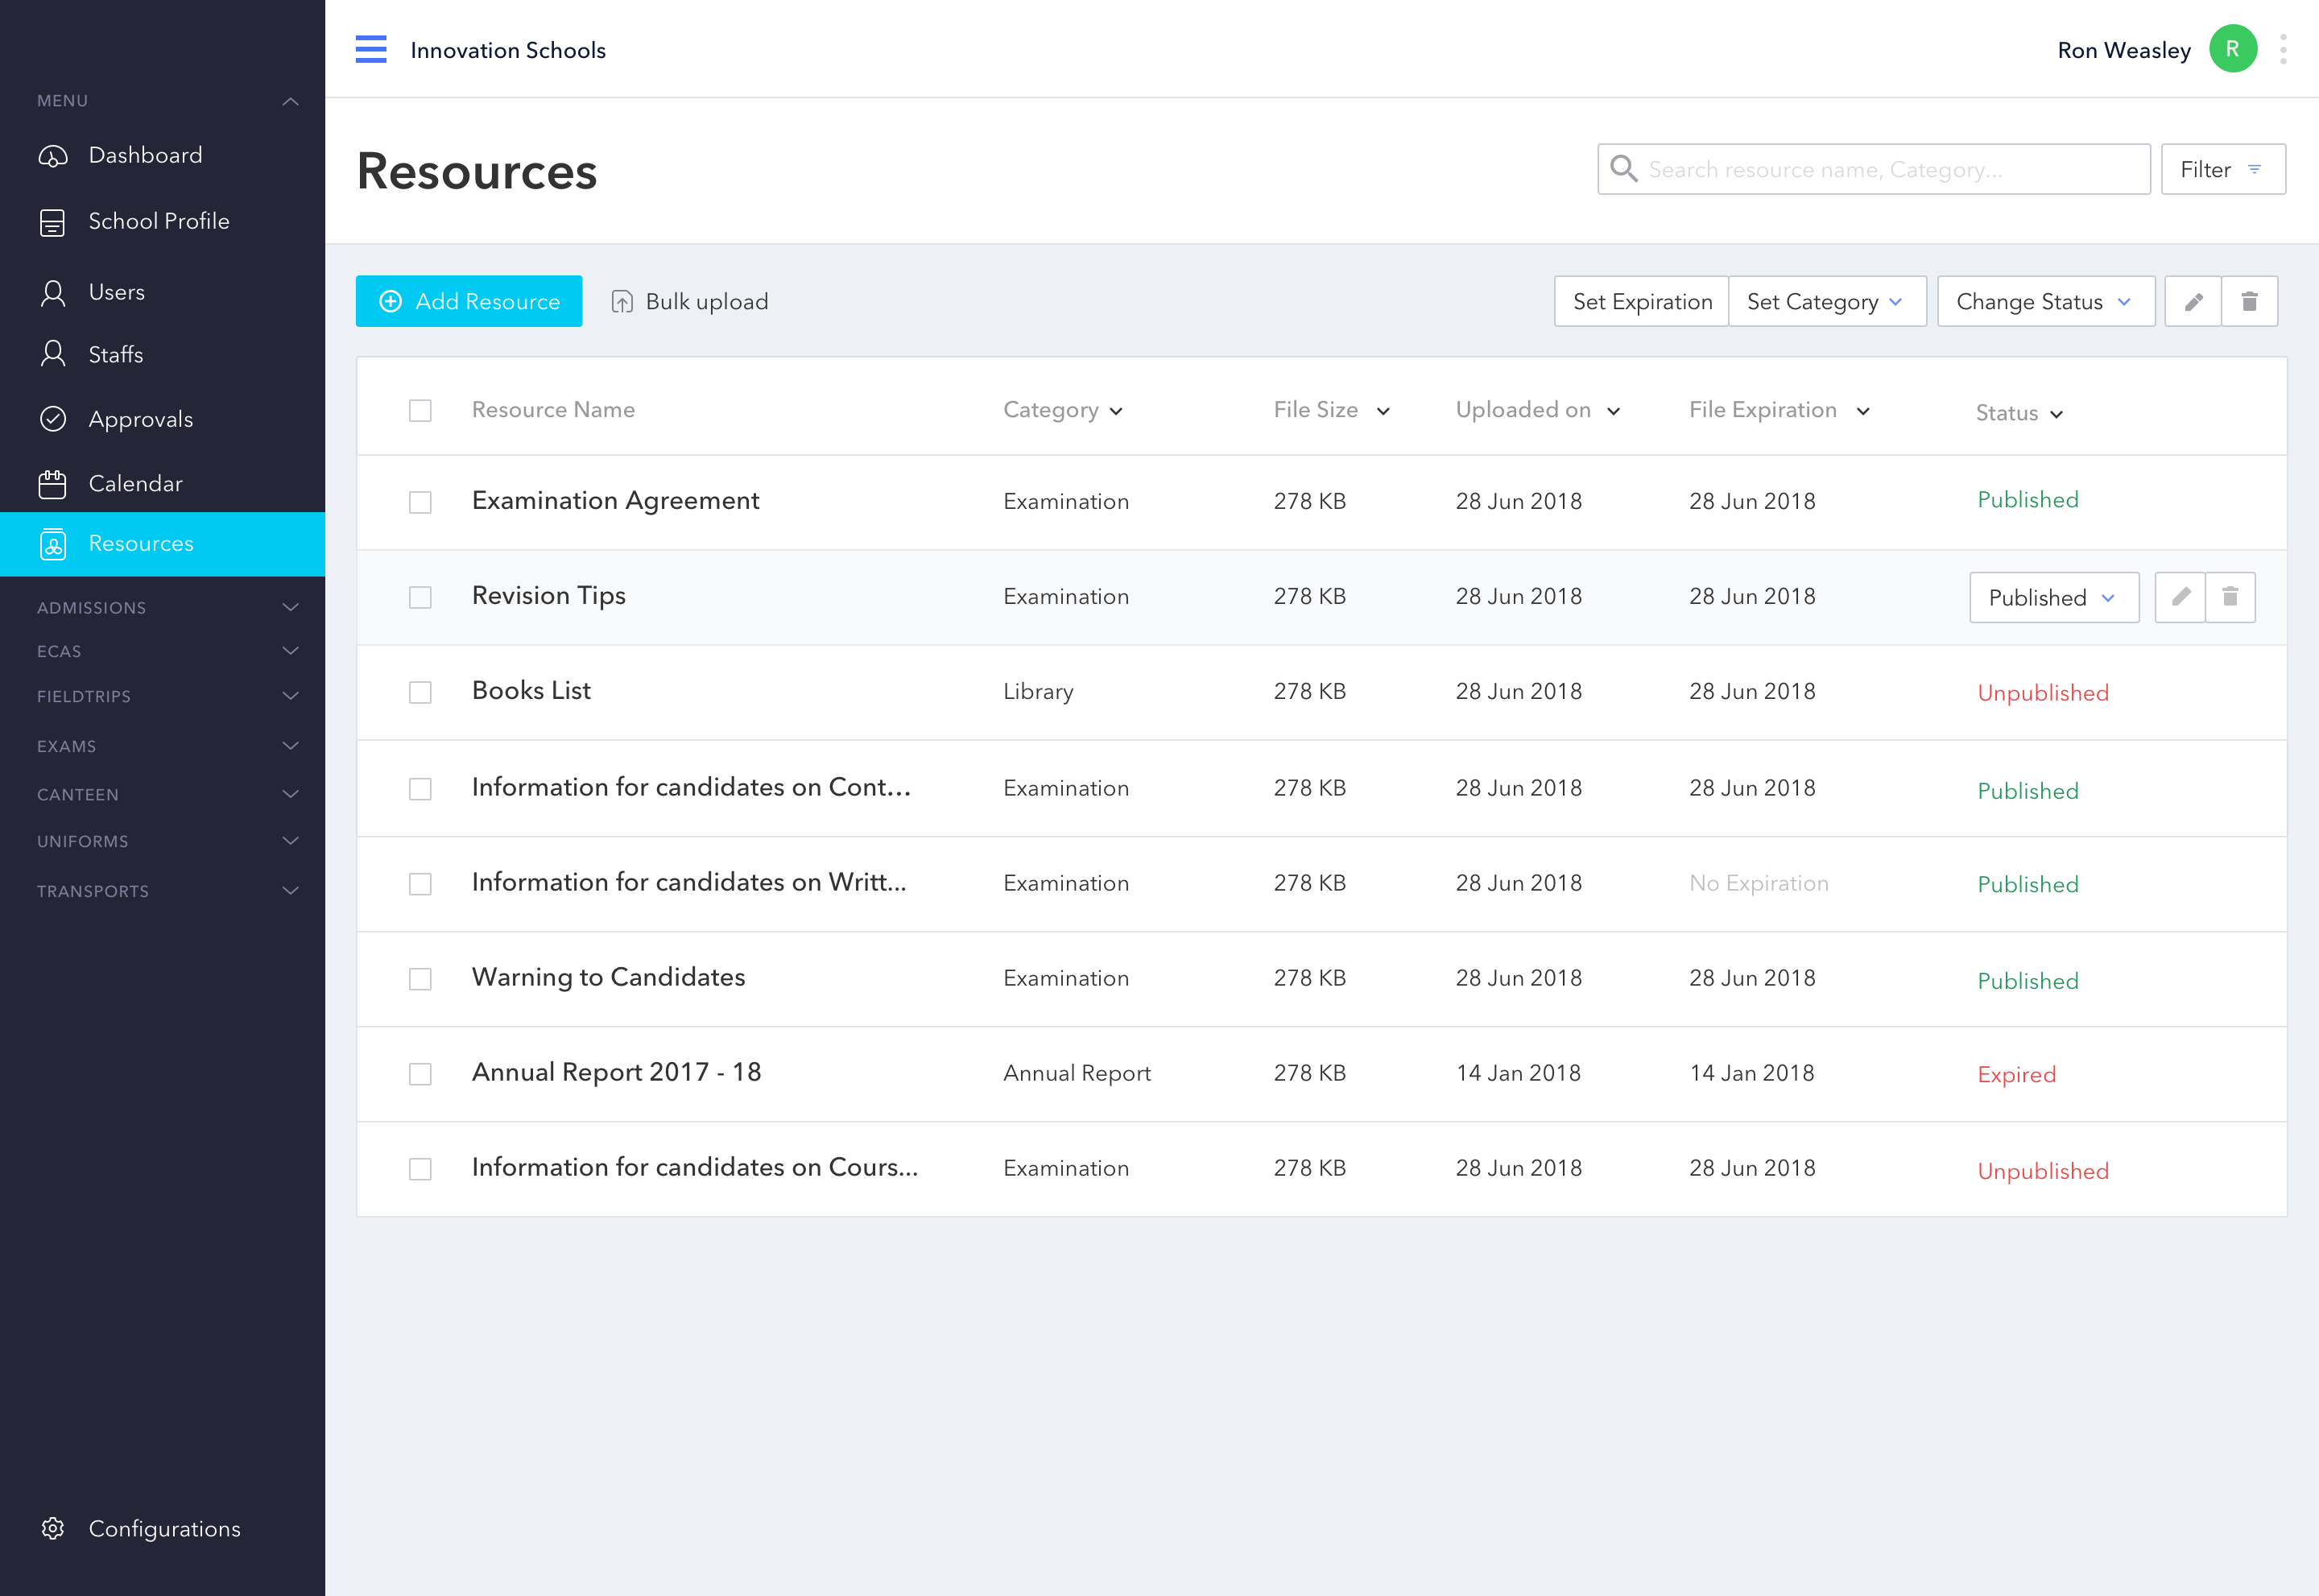 Innovation Schools
Ron Weasley
R
MENU
Dashboard
School Profile
Users
Staffs
Approvals
Calendar
Resources
ADMISSIONS
ECAS
FIELDTRIPS
EXAMS
CANTEEN
UNIFORMS
TRANSPORTS
Configurations
Resources
Search resource name, Category...
Filter
Add Resource
Bulk upload
Set Expiration
Set Category
Change Status
Resource Name Category File Size Uploaded on File Expiration Status
Examination Agreement Examination 278 KB 28 Jun 2018 28 Jun 2018 Published
Revision Tips Examination 278 KB 28 Jun 2018 28 Jun 2018 Published
Books List Library 278 KB 28 Jun 2018 28 Jun 2018 Unpublished
Information for candidates on Cont... Examination 278 KB 28 Jun 2018 28 Jun 2018 Published
Information for candidates on Writt... Examination 278 KB 28 Jun 2018 No Expiration Published
Warning to Candidates Examination 278 KB 28 Jun 2018 28 Jun 2018 Published
Annual Report 2017 - 18 Annual Report 278 KB 14 Jan 2018 14 Jan 2018 Expired
Information for candidates on Cours... Examination 278 KB 28 Jun 2018 28 Jun 2018 Unpublished